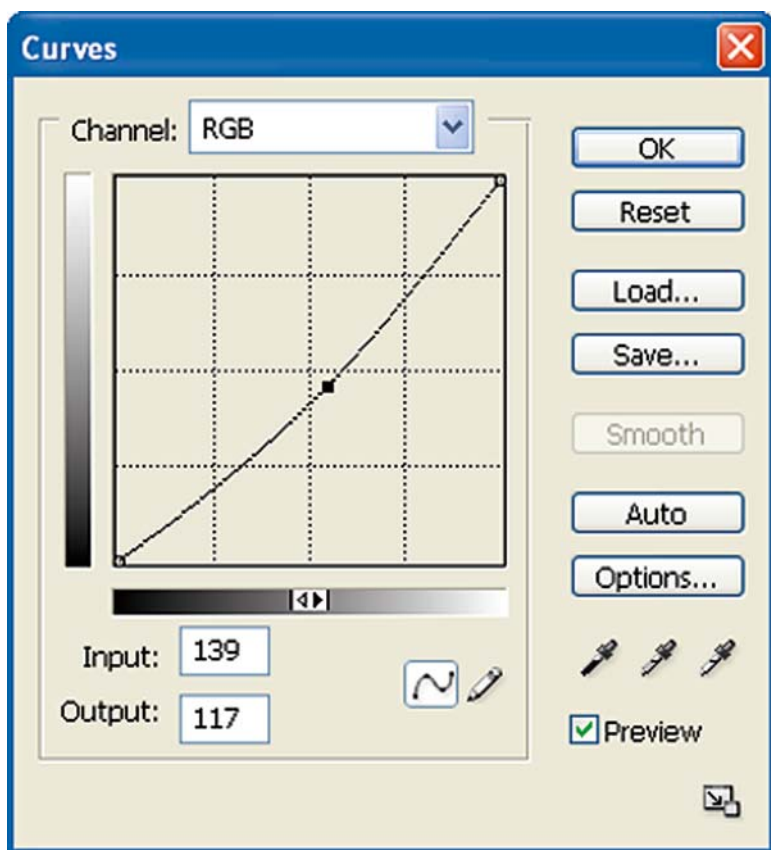 Curves
Channel: RGB
OK
Reset
Load...
Save...
Smooth
Auto
Options...
Input: 139
Output: 117
Preview